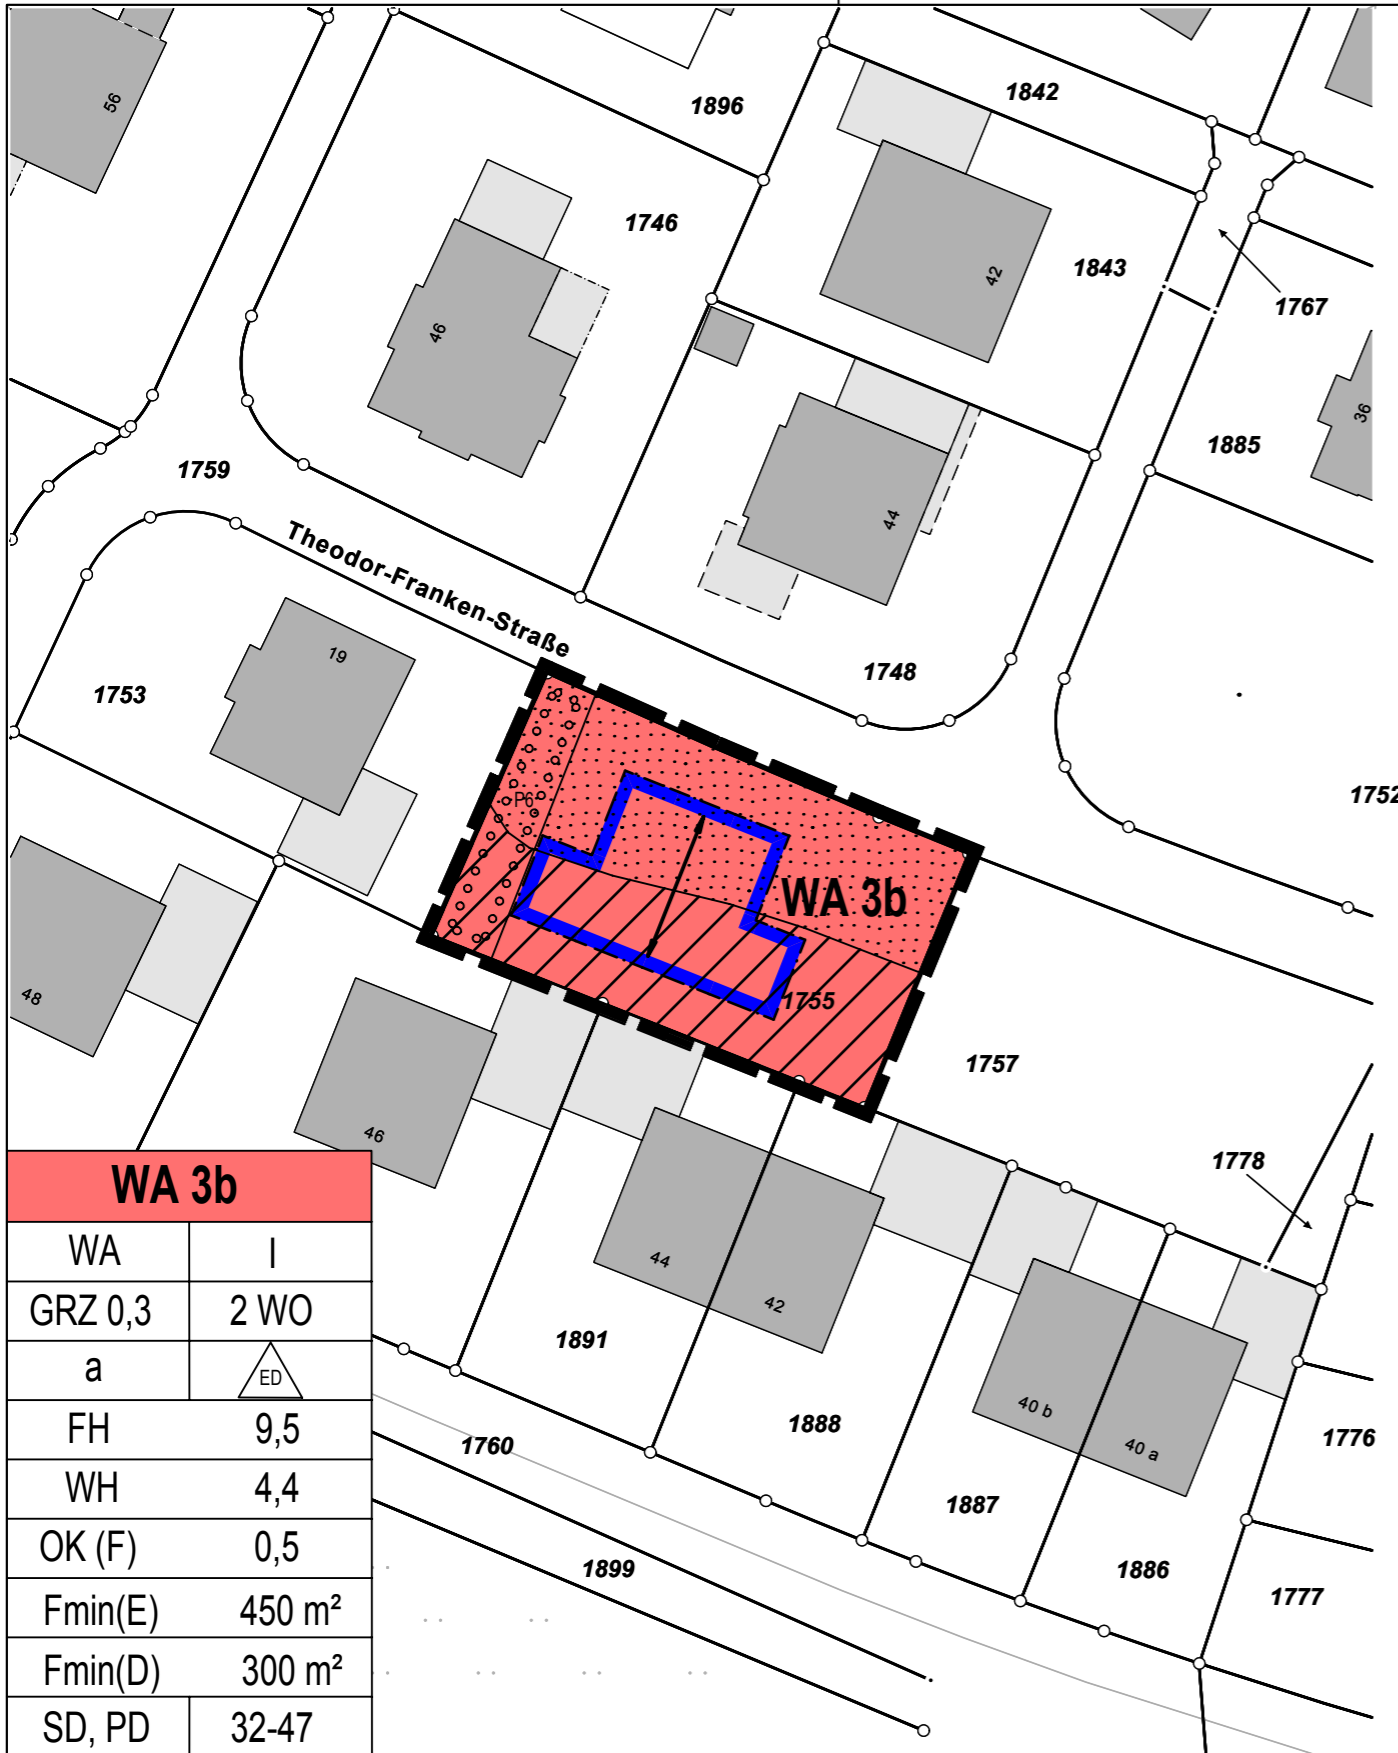 56
1896
1842
1746
42
1843
1767
46
36
1885
1759
44
Theodor-Franken-Straße
19
1748
1753
1752
P6
WA 3b
1755
48
1757
46
1778
WA 3b
WA I
44
GRZ 0,3 2 WO
42
1891
a ED
40 b
1888
FH 9,5
1760
40 a
1776
WH 4,4
1887
OK (F) 0,5
1899
1886
1777
Fmin(E) 450 m²
Fmin(D) 300 m²
SD, PD 32-47